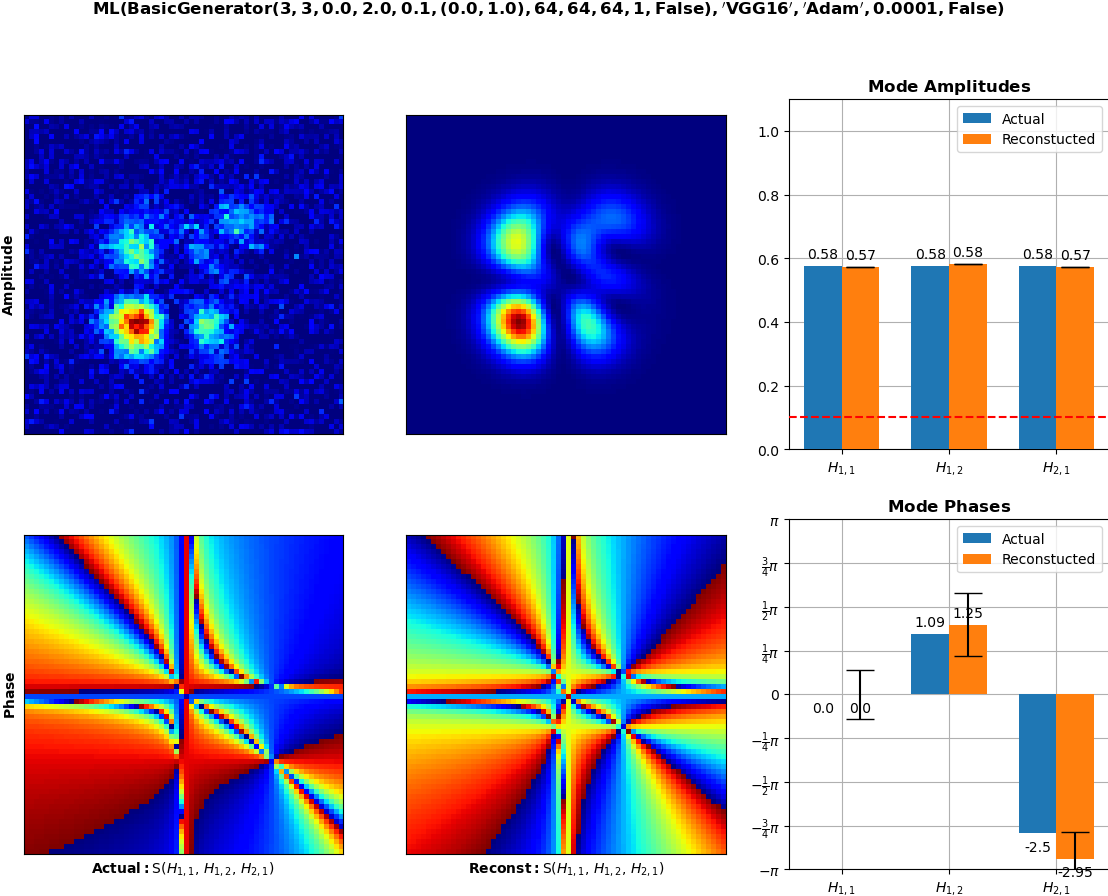 ML(BasicGenerator(3, 3, 0.0, 2.0, 0.1, (0.0, 1.0), 64, 64, 64, 1, False), ′VGG16′, ′Adam′, 0.0001, False)
Amplitude
Mode Amplitudes
Actual
Reconstucted
1.0
0.8
0.6
0.4
0.2
0.0
0.58 0.57 0.58 0.58 0.58 0.57
H1,1 H1,2 H2,1
Phase
Actual: S(H1,1, H1,2, H2,1)
Reconst: S(H1,1, H1,2, H2,1)
Mode Phases
Actual
Reconstucted
π
3/4π
1/2π
1/4π
0
−1/4π
−1/2π
−3/4π
−π
0.0 0.0 1.09 1.25 -2.5 -2.95
H1,1 H1,2 H2,1